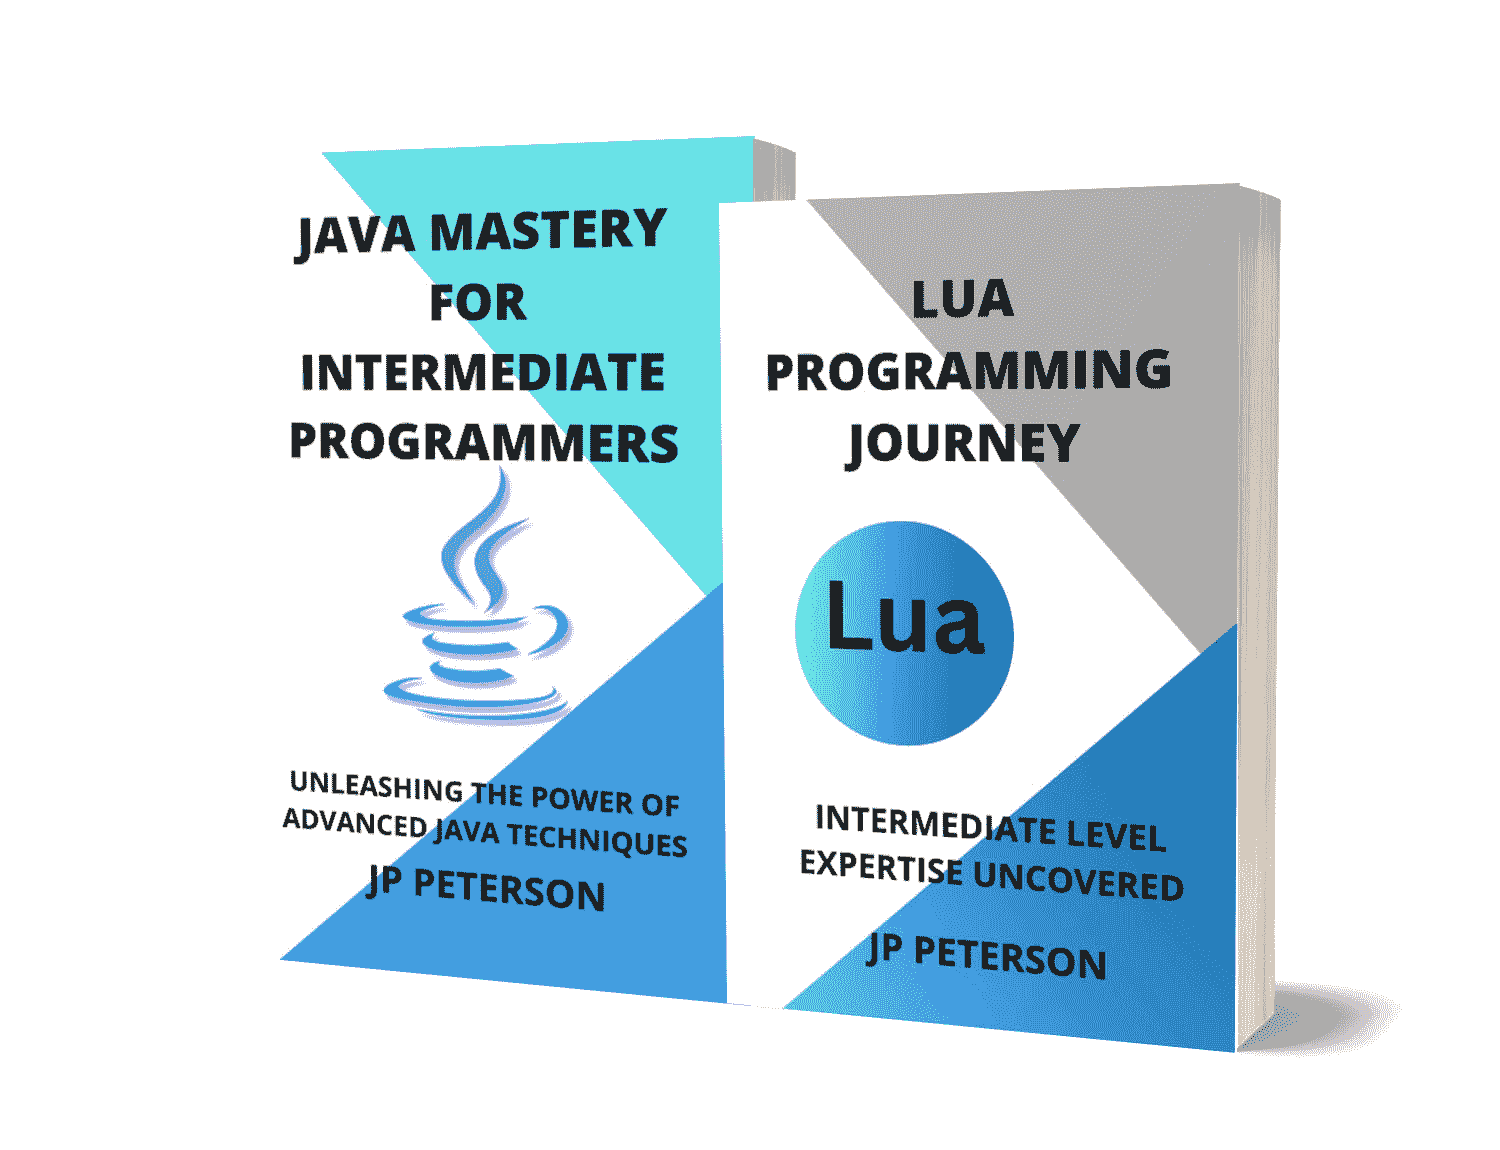 JAVA MASTERY
FOR
INTERMEDIATE
PROGRAMMERS
UNLEASHING THE POWER OF
ADVANCED JAVA TECHNIQUES
JP PETERSON
LUA
PROGRAMMING
JOURNEY
Lua
INTERMEDIATE LEVEL
EXPERTISE UNCOVERED
JP PETERSON